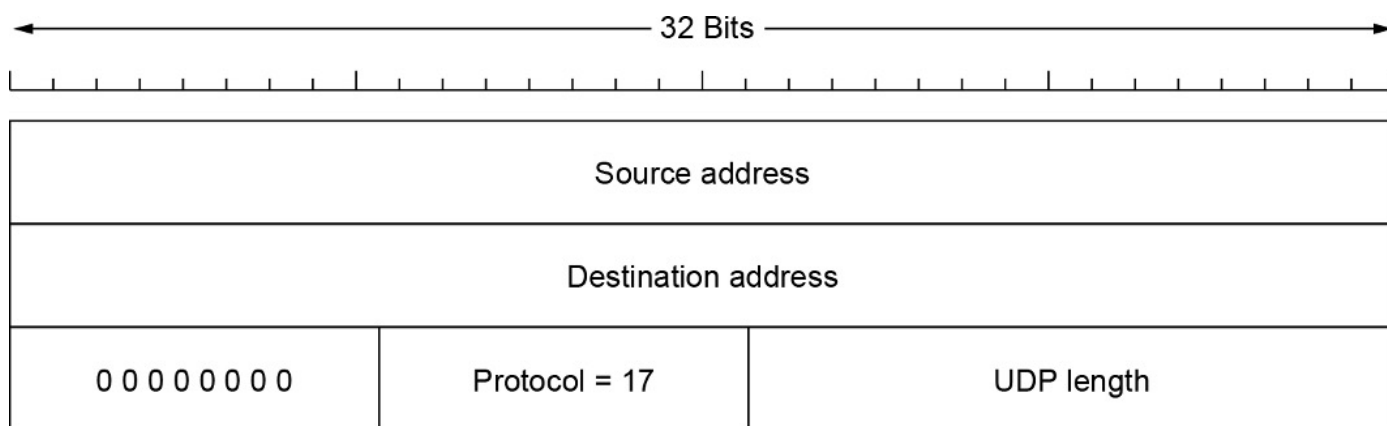 32 Bits
Source address
Destination address
0 0 0 0 0 0 0 0 Protocol = 17 UDP length